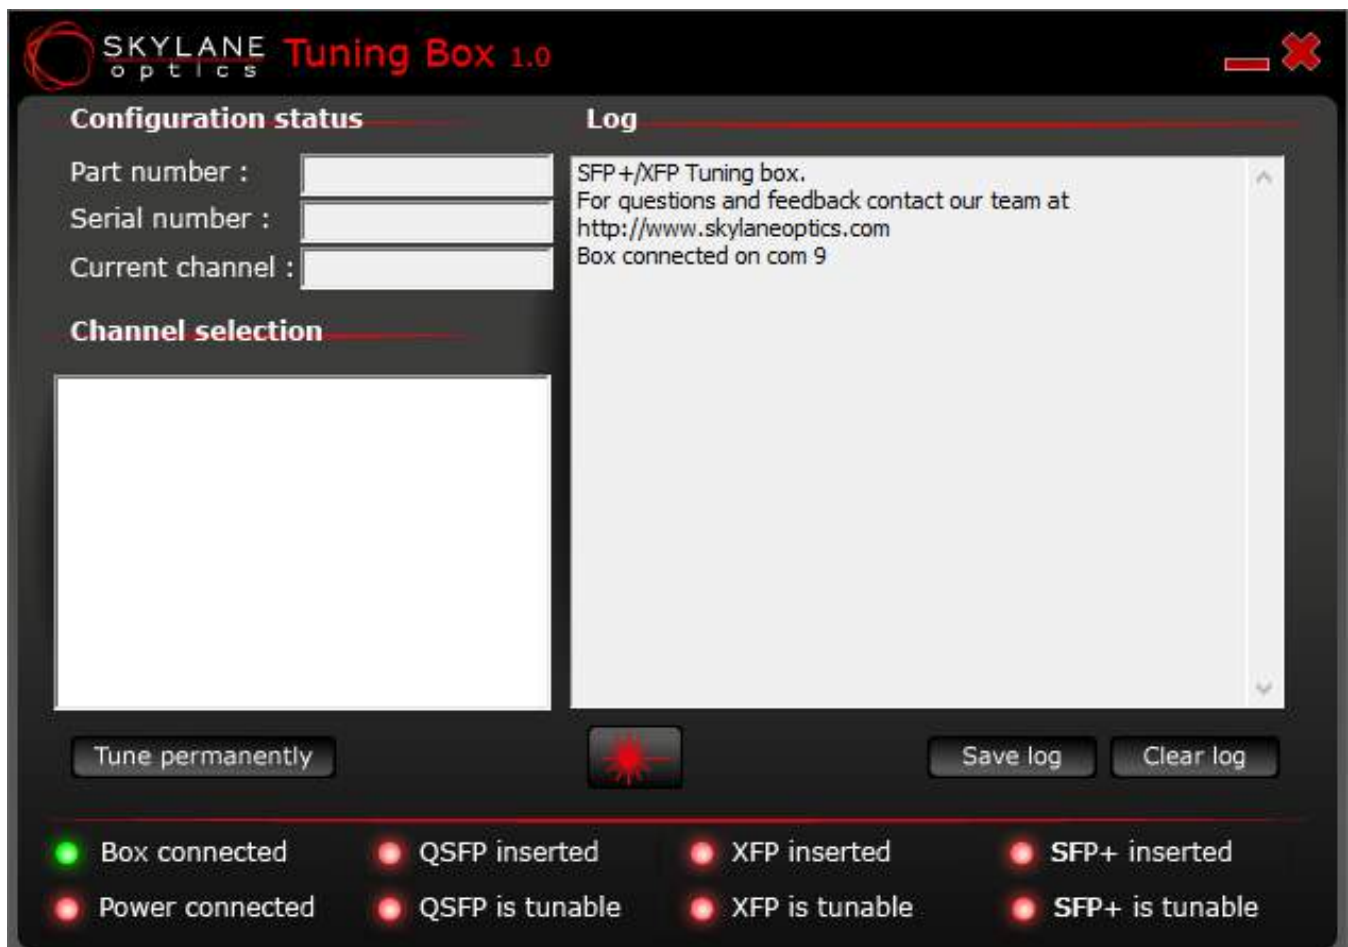 SKYLANE
optics
Tuning Box 1.0
Configuration status
Part number :
Serial number :
Current channel :
Channel selection
Tune permanently
Log
SFP+/XFP Tuning box.
For questions and feedback contact our team at
http://www.skylaneoptics.com
Box connected on com 9
Save log
Clear log
Box connected
QSFP inserted
XFP inserted
SFP+ inserted
Power connected
QSFP is tunable
XFP is tunable
SFP+ is tunable